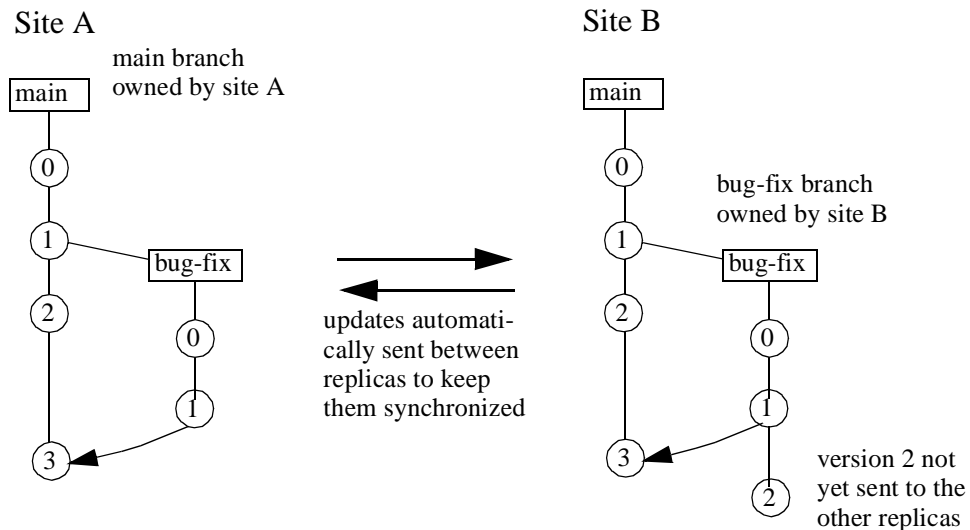 Site A
main branch
owned by site A
main
0
1
bug-fix
2
0
1
3
updates automati-
cally sent between
replicas to keep
them synchronized
Site B
main
0
bug-fix branch
owned by site B
1
bug-fix
2
0
1
3
version 2 not
yet sent to the
other replicas
2